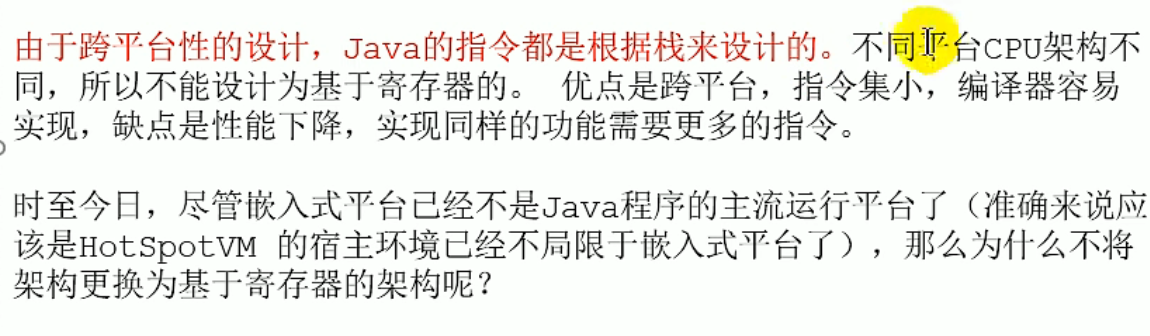 由于跨平台性的设计，Java的指令都是根据栈来设计的。不同平台CPU架构不
同，所以不能设计为基于寄存器的。 优点是跨平台，指令集小，编译器容易
实现，缺点是性能下降，实现同样的功能需要更多的指令。
时至今日，尽管嵌入式平台已经不是Java程序的主流运行平台了（准确来说应
该是HotSpotVM 的宿主环境已经不局限于嵌入式平台了），那么为什么不将
架构更换为基于寄存器的架构呢？